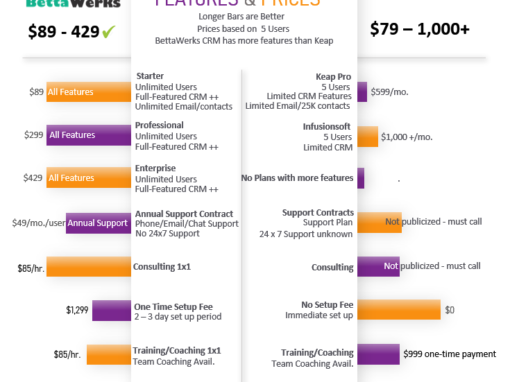 BettaWerks
FEATURES & PRICES
Longer Bars are Better
Prices based on 5 Users
BettaWerks CRM has more features than Keap
$89 - 429
$79 – 1,000+
Starter
$89
All Features
Unlimited Users
Full-Featured CRM ++
Unlimited Email/contacts
Keap Pro
5 Users
Limited CRM Features
Limited Email/25K contacts
$599/mo.
Professional
$299
All Features
Unlimited Users
Full-Featured CRM ++
Infusionsoft
5 Users
Limited CRM
$1,000 +/mo.
Enterprise
$429
All Features
Unlimited Users
Full-Featured CRM ++
No Plans with more features
.
Annual Support Contract
$49/mo./user
Annual Support
Phone/Email/Chat Support
No 24x7 Support
Support Contracts
Support Plan
24 x 7 Support unknown
Not publicized - must call
$85/hr.
Consulting 1x1
Consulting
Not publicized - must call
$1,299
One Time Setup Fee
2 – 3 day set up period
No Setup Fee
Immediate set up
$0
$85/hr.
Training/Coaching 1x1
Team Coaching Avail.
Training/Coaching
Team Coaching Avail.
$999 one-time payment